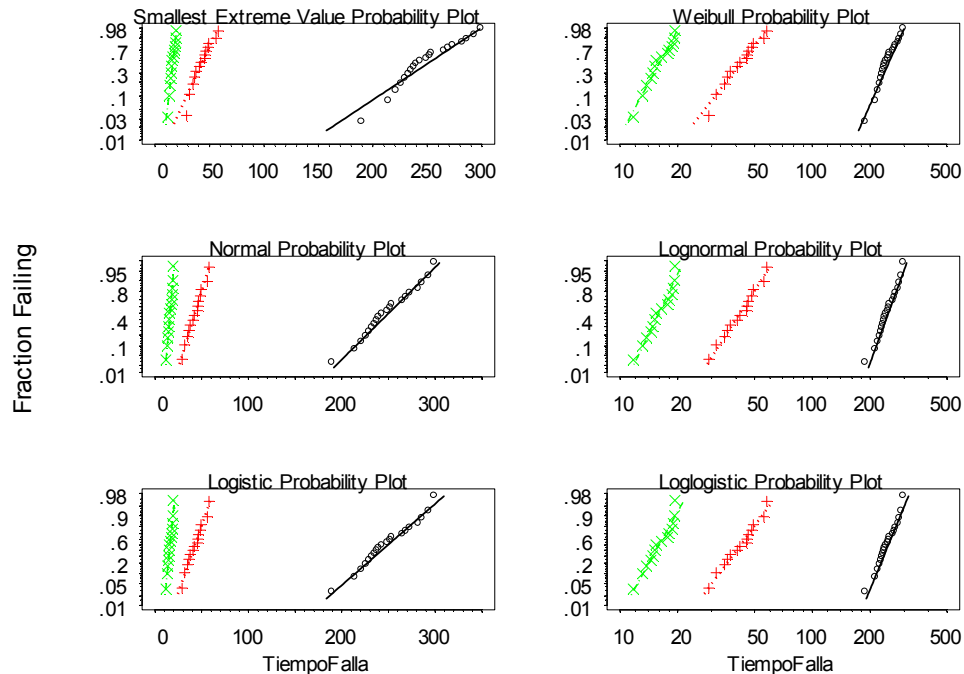 Smallest Extreme Value Probability Plot
.98
.7
.3
.1
.03
.01
0 50 100 150 200 250 300
Weibull Probability Plot
.98
.7
.3
.1
.03
.01
10 20 50 100 200 500
Fraction Failing
Normal Probability Plot
.95
.8
.4
.1
.01
0 100 200 300
Lognormal Probability Plot
.95
.8
.4
.1
.01
10 20 50 100 200 500
Logistic Probability Plot
.98
.9
.6
.2
.05
.01
0 100 200 300
TiempoFalla
Loglogistic Probability Plot
.98
.9
.6
.2
.05
.01
10 20 50 100 200 500
TiempoFalla